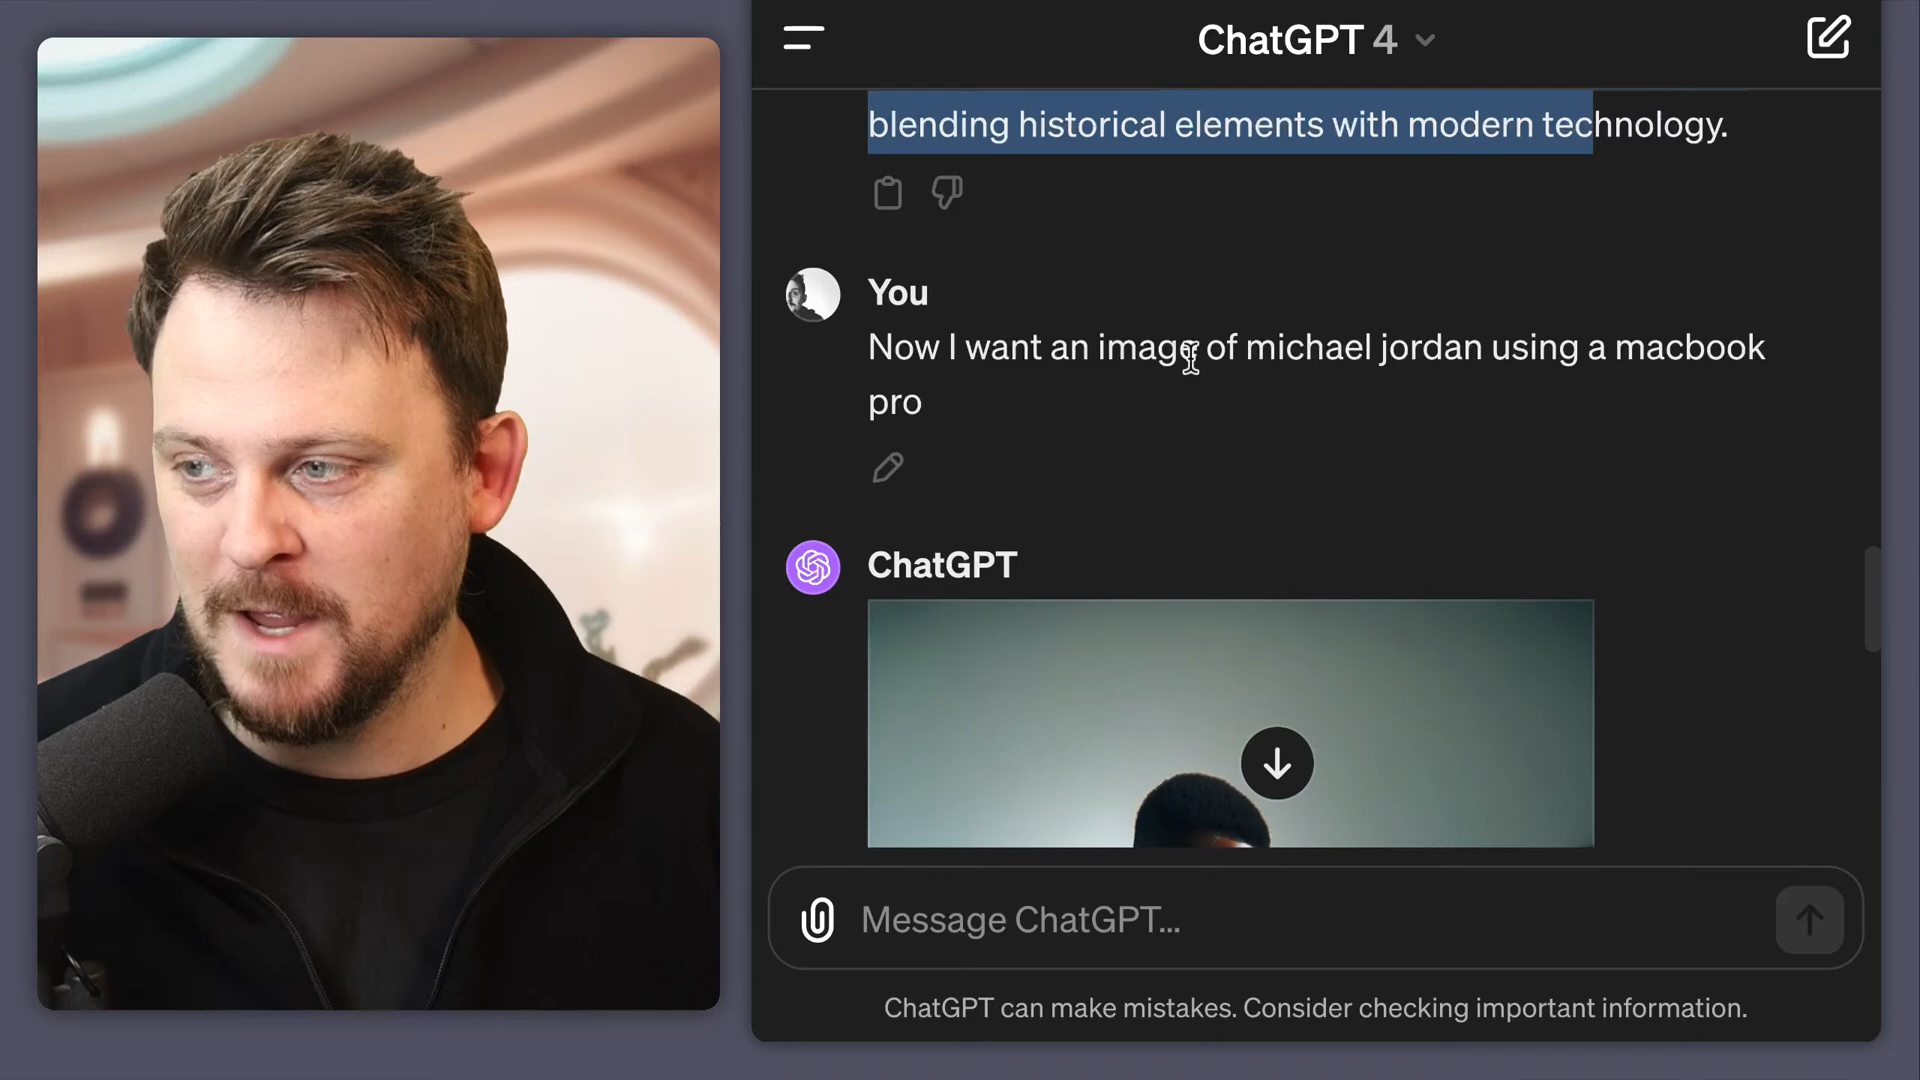 ChatGPT 4
blending historical elements with modern technology.
You
Now I want an image of michael jordan using a macbook
pro
ChatGPT
Message ChatGPT...
ChatGPT can make mistakes. Consider checking important information.